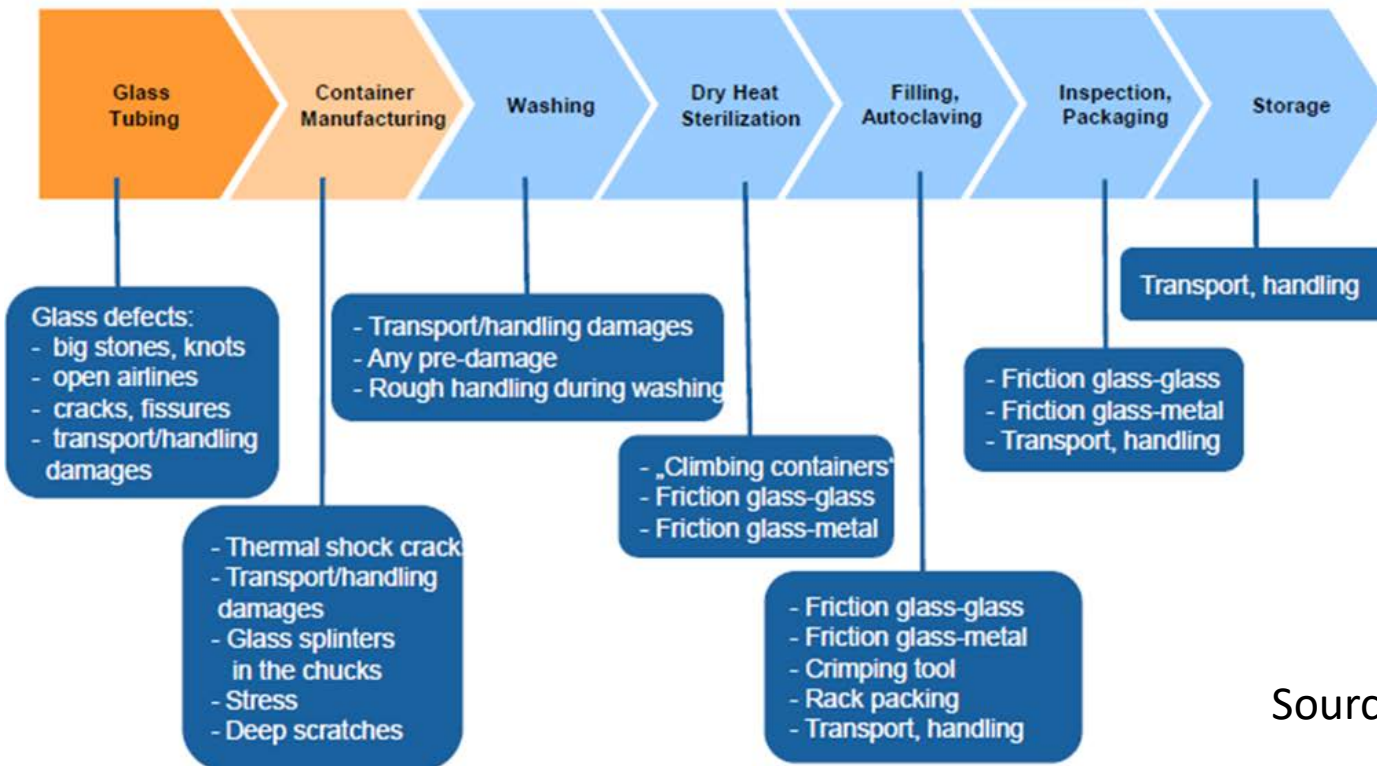 Glass
Tubing
Container
Manufacturing
Washing
Dry Heat
Sterilization
Filling,
Autoclaving
Inspection,
Packaging
Storage
Glass defects:
- big stones, knots
- open airlines
- cracks, fissures
- transport/handling
damages
- Thermal shock crack
- Transport/handling
damages
- Glass splinters
in the chucks
- Stress
- Deep scratches
- Transport/handling damages
- Any pre-damage
- Rough handling during washing
- „Climbing containers“
- Friction glass-glass
- Friction glass-metal
- Friction glass-glass
- Friction glass-metal
- Crimping tool
- Rack packing
- Transport, handling
- Friction glass-glass
- Friction glass-metal
- Transport, handling
Transport, handling
Sourc